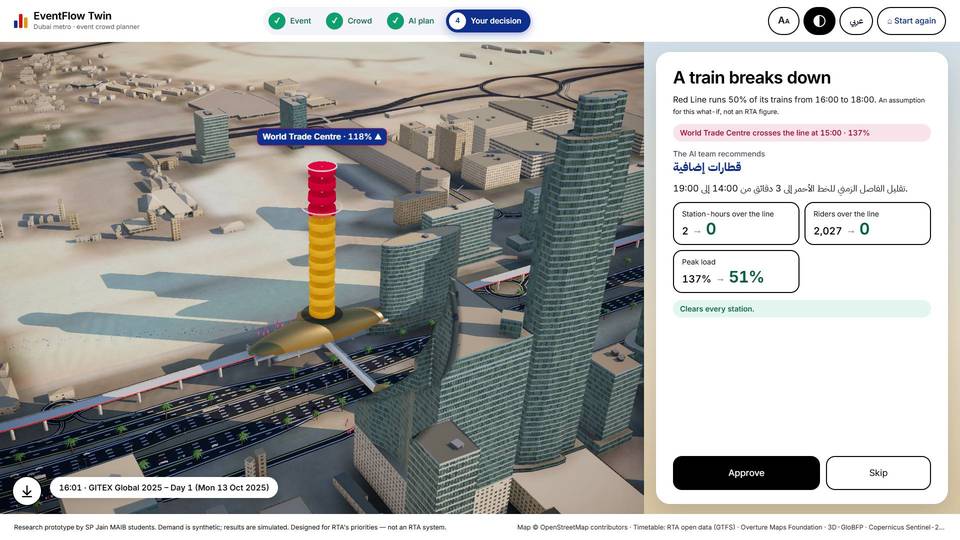 EventFlow Twin
Dubai metro · event crowd planner
Event
Crowd
AI plan
4 Your decision
AA
عربي
Start again
World Trade Centre · 118% ▲
16:01 · GITEX Global 2025 – Day 1 (Mon 13 Oct 2025)
A train breaks down
Red Line runs 50% of its trains from 16:00 to 18:00. An assumption
for this what-if, not an RTA figure.
World Trade Centre crosses the line at 15:00 · 137%
The AI team recommends
قطارات إضافية
تقليل الفاصل الزمني للخط الأحمر إلى 3 دقائق من 14:00 إلى 19:00.
Station-hours over the line
2 → 0
Riders over the line
2,027 → 0
Peak load
137% → 51%
Clears every station.
Approve
Skip
Research prototype by SP Jain MAIB students. Demand is synthetic; results are simulated. Designed for RTA's priorities — not an RTA system.
Map © OpenStreetMap contributors · Timetable: RTA open data (GTFS) · Overture Maps Foundation · 3D-GloBFP · Copernicus Sentinel-2…